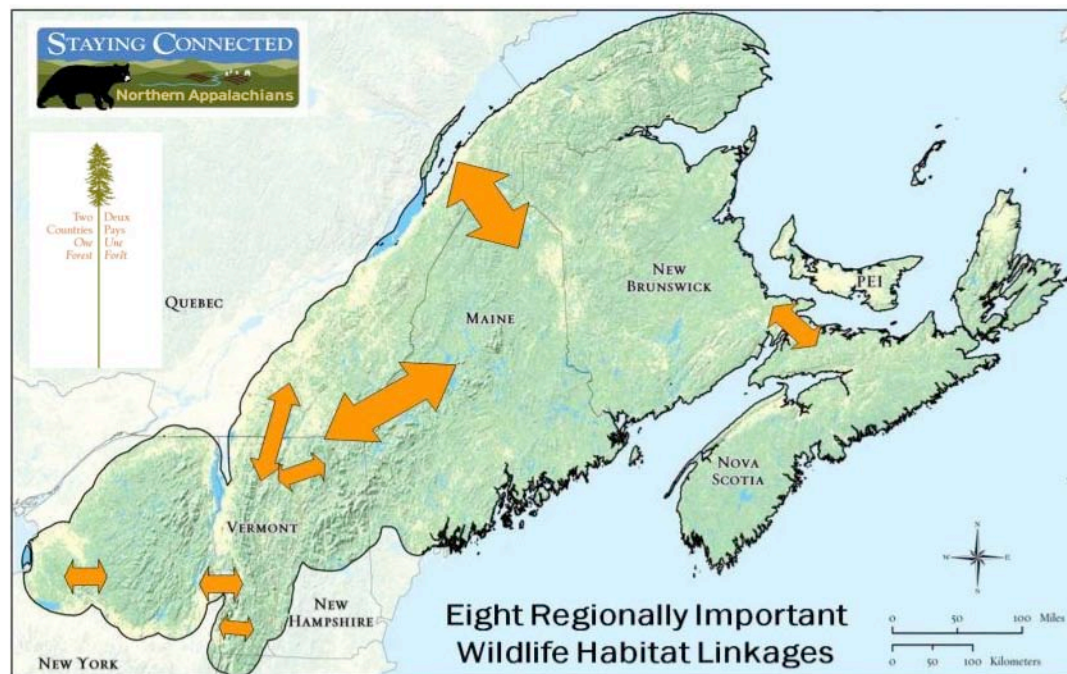 STAYING CONNECTED
Northern Appalachians
Two
Countries
One
Forest
Deux
Pays
Une
Forêt
QUEBEC
MAINE
NEW
BRUNSWICK
PEI
NOVA
SCOTIA
VERMONT
NEW
HAMPSHIRE
NEW YORK
Eight Regionally Important
Wildlife Habitat Linkages
N
W
E
S
0 50 100 Miles
0 50 100 Kilometers